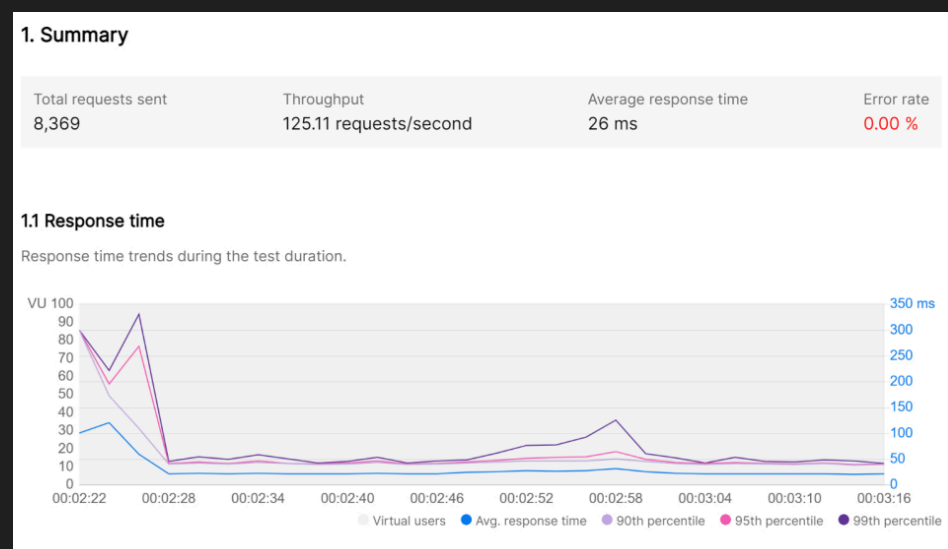 1. Summary
Total requests sent Throughput Average response time Error rate
8,369 125.11 requests/second 26 ms 0.00 %
1.1 Response time
Response time trends during the test duration.
VU 100 350 ms
90
80 300
70 250
60 200
50
40 150
30 100
20
10 50
0 0
00:02:22 00:02:28 00:02:34 00:02:40 00:02:46 00:02:52 00:02:58 00:03:04 00:03:10 00:03:16
Virtual users Avg. response time 90th percentile 95th percentile 99th percentile